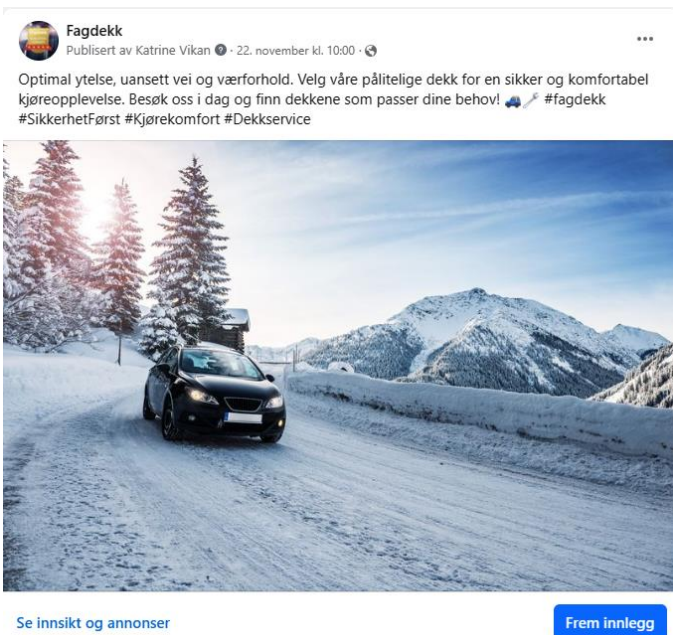 Fagdekk
Publisert av Katrine Vikan · 22. november kl. 10:00 ·
Optimal ytelse, uansett vei og værforhold. Velg våre pålitelige dekk for en sikker og komfortabel
kjøreopplevelse. Besøk oss i dag og finn dekkene som passer dine behov! 🚙🔧 #fagdekk
#SikkerhetFørst #Kjørekomfort #Dekkservice
Se innsikt og annonser
Frem innlegg